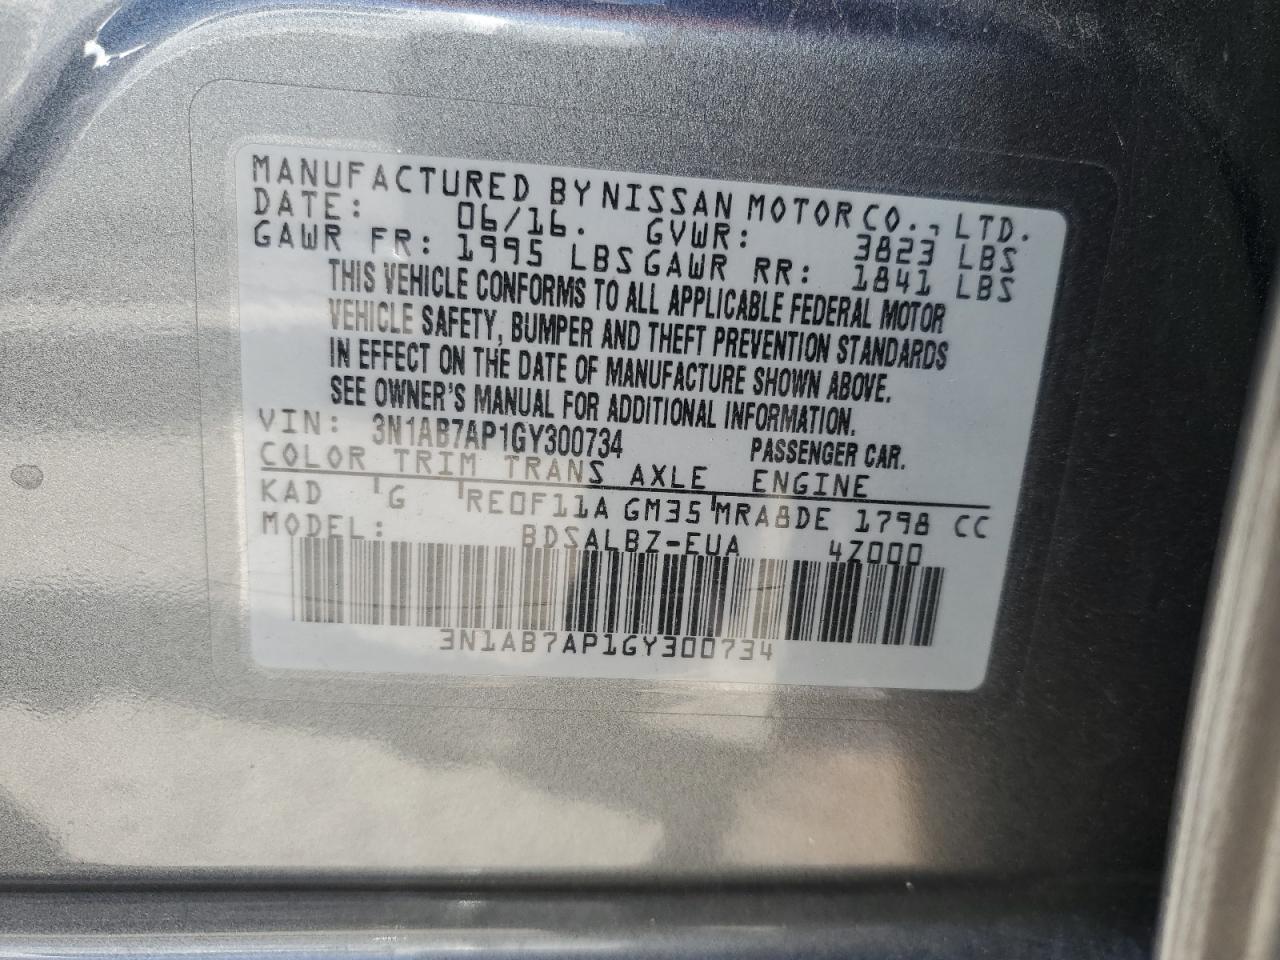 MANUFACTURED BY NISSAN MOTOR CO., LTD.
DATE: 06/16. GVWR: 3823 LBS
GAWR FR: 1995 LBS GAWR RR: 1841 LBS
THIS VEHICLE CONFORMS TO ALL APPLICABLE FEDERAL MOTOR
VEHICLE SAFETY, BUMPER AND THEFT PREVENTION STANDARDS
IN EFFECT ON THE DATE OF MANUFACTURE SHOWN ABOVE.
SEE OWNER'S MANUAL FOR ADDITIONAL INFORMATION.
VIN: 3N1AB7AP1GY300734 PASSENGER CAR.
COLOR TRIM TRANS AXLE ENGINE
KAD G RE0F11A GM35 MRA8DE 1798 CC
MODEL: BDSALBZ-EUA 4Z000
3N1AB7AP1GY300734